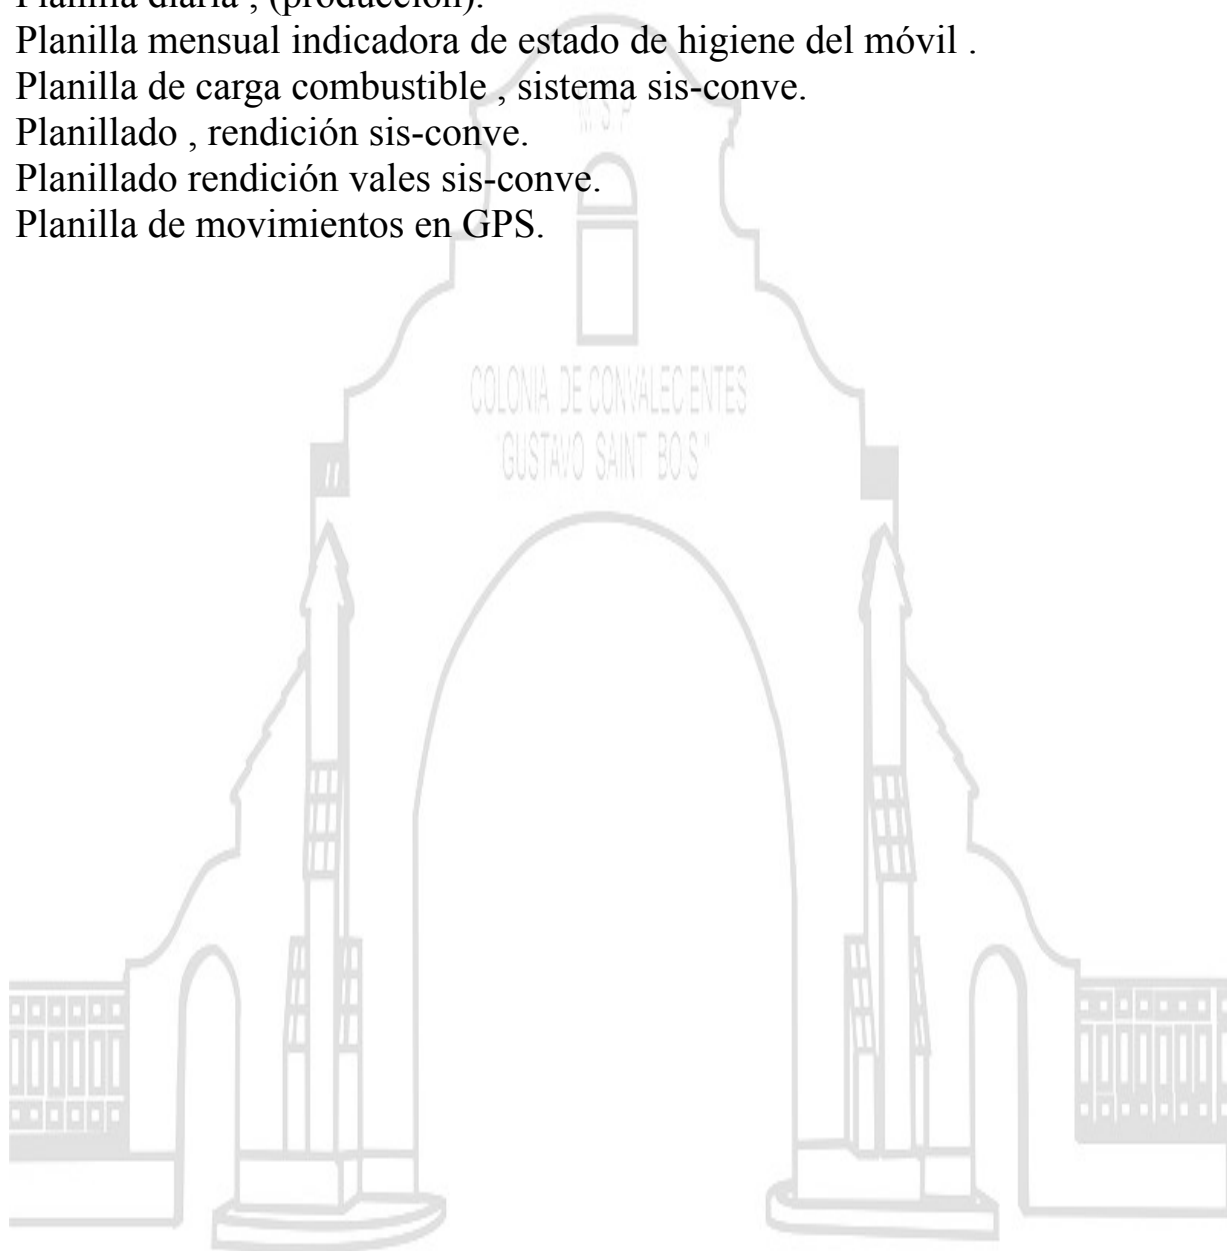 Planilla diaria , (producción).
Planilla mensual indicadora de estado de higiene del móvil .
Planilla de carga combustible , sistema sis-conve.
Planillado , rendición sis-conve.
Planillado rendición vales sis-conve.
Planilla de movimientos en GPS.
M.S.P
COLONIA DE CONVALECIENTES
"GUSTAVO SAINT BOIS"